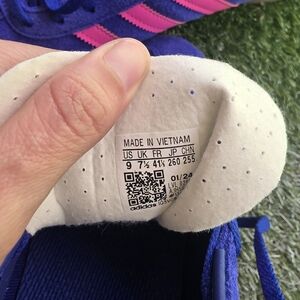 MADE IN VIETNAM
US UK FR JP CHN
9 7½ 41⅓ 260 255
01/24
adidas